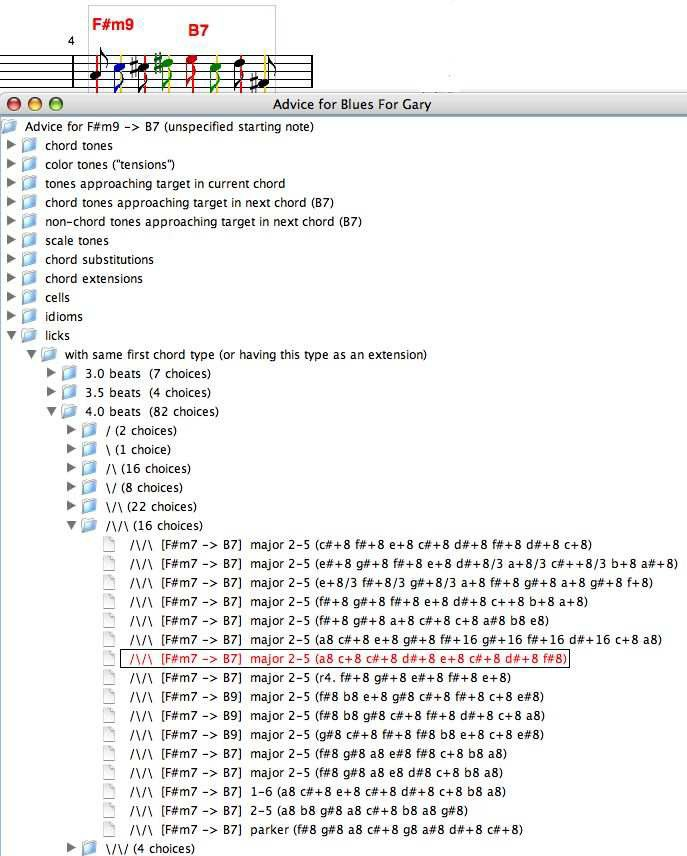 F#m9
B7
4
Advice for Blues For Gary
Advice for F#m9 -> B7 (unspecified starting note)
chord tones
color tones ("tensions")
tones approaching target in current chord
chord tones approaching target in next chord (B7)
non-chord tones approaching target in next chord (B7)
scale tones
chord substitutions
chord extensions
cells
idioms
licks
with same first chord type (or having this type as an extension)
3.0 beats (7 choices)
3.5 beats (4 choices)
4.0 beats (82 choices)
/ (2 choices)
\ (1 choice)
/\ (16 choices)
\/ (8 choices)
\/\ (22 choices)
/\/\ (16 choices)
/\/\ [F#m7 -> B7] major 2-5 (c#+8 f#+8 e+8 c#+8 d#+8 f#+8 d#+8 c+8)
/\/\ [F#m7 -> B7] major 2-5 (e#+8 g#+8 f#+8 e+8 d#+8/3 a+8/3 c#++8/3 b+8 a#+8)
/\/\ [F#m7 -> B7] major 2-5 (e+8/3 f#+8/3 g#+8/3 a+8 f#+8 g#+8 a+8 g#+8 f+8)
/\/\ [F#m7 -> B7] major 2-5 (f#+8 g#+8 f#+8 e+8 d#+8 c++8 b+8 a+8)
/\/\ [F#m7 -> B7] major 2-5 (f#+8 g#+8 a+8 c#+8 c+8 a#8 b8 e8)
/\/\ [F#m7 -> B7] major 2-5 (a8 c#+8 e+8 g#+8 f#+16 g#+16 f#+16 d#+16 c+8 a8)
/\/\ [F#m7 -> B7] major 2-5 (a8 c+8 c#+8 d#+8 e+8 c#+8 d#+8 f#8)
/\/\ [F#m7 -> B7] major 2-5 (r4. f#+8 g#+8 e#+8 f#+8 e+8)
/\/\ [F#m7 -> B9] major 2-5 (f#8 b8 e+8 g#8 c#+8 f#+8 c+8 e#8)
/\/\ [F#m7 -> B9] major 2-5 (f#8 b8 g#8 c#+8 f#+8 d#+8 c+8 a8)
/\/\ [F#m7 -> B9] major 2-5 (g#8 c#+8 f#+8 f#8 b8 e+8 c+8 e#8)
/\/\ [F#m7 -> B7] major 2-5 (f#8 g#8 a8 e#8 f#8 c+8 b8 a8)
/\/\ [F#m7 -> B7] major 2-5 (f#8 g#8 a8 e8 d#8 c+8 b8 a8)
/\/\ [F#m7 -> B7] 1-6 (a8 c#+8 e+8 c#+8 d#+8 c+8 b8 a8)
/\/\ [F#m7 -> B7] 2-5 (a8 b8 g#8 a8 c#+8 b8 a8 g#8)
/\/\ [F#m7 -> B7] parker (f#8 g#8 a8 c#+8 g8 a#8 d#+8 c#+8)
\/\/ (4 choices)